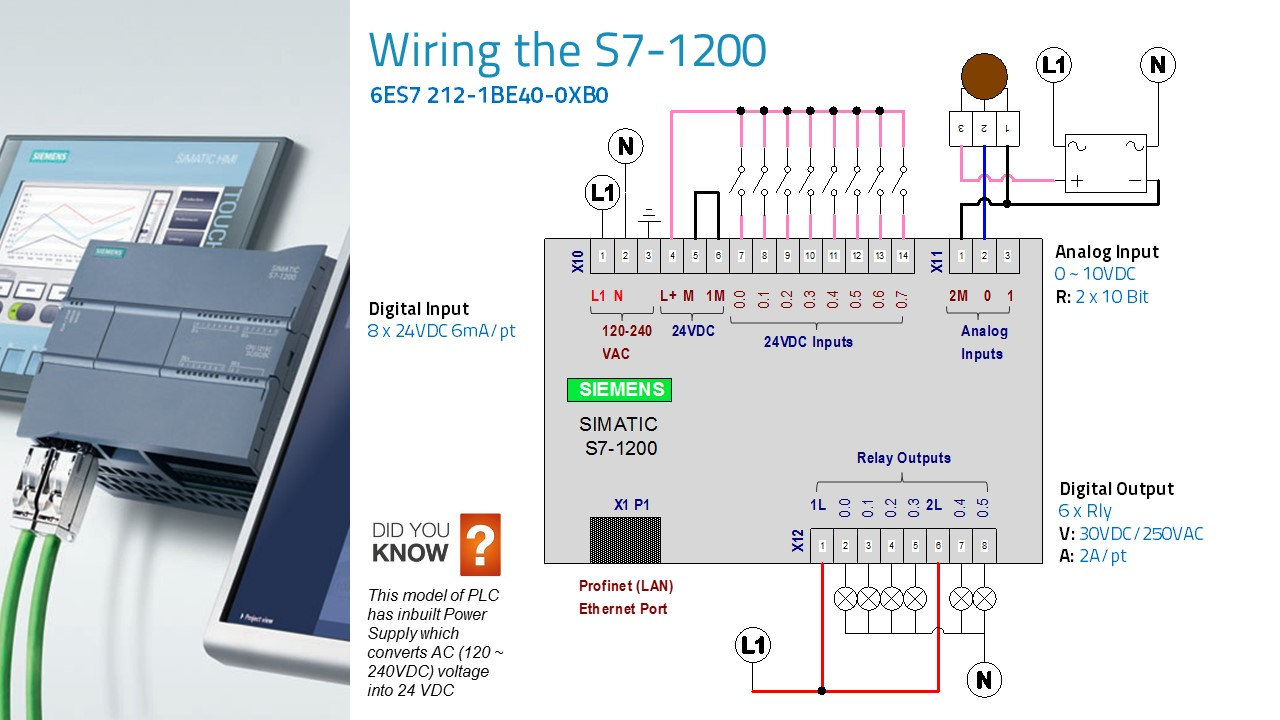 Wiring the S7-1200
6ES7 212-1BE40-0XB0
SIEMENS
SIMATIC HMI
TOUCH
SIEMENS
SIMATIC
S7-1200
Project view
Digital Input
8 x 24VDC 6mA/pt
DID YOU
KNOW ?
This model of PLC
has inbuilt Power
Supply which
converts AC (120 ~
240VDC) voltage
into 24 VDC
N
L1
L1
N
3 2 1
+ −
X10
1 2 3 4 5 6 7 8 9 10 11 12 13 14
X11
1 2 3
L1 N L+ M 1M 0.0 0.1 0.2 0.3 0.4 0.5 0.6 0.7
2M 0 1
120-240
VAC
24VDC
24VDC Inputs
Analog
Inputs
SIEMENS
SIMATIC
S7-1200
Relay Outputs
X1 P1
1L 0.0 0.1 0.2 0.3 2L 0.4 0.5
X12
1 2 3 4 5 6 7 8
Profinet (LAN)
Ethernet Port
L1
N
Analog Input
0 ~ 10VDC
R: 2 x 10 Bit
Digital Output
6 x Rly
V: 30VDC/250VAC
A: 2A/pt